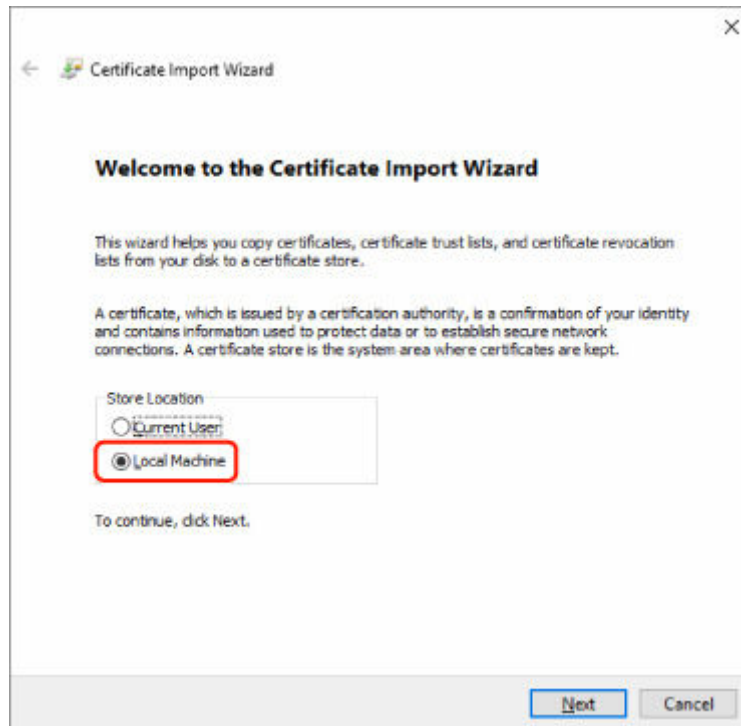 Certificate Import Wizard
Welcome to the Certificate Import Wizard
This wizard helps you copy certificates, certificate trust lists, and certificate revocation
lists from your disk to a certificate store.
A certificate, which is issued by a certification authority, is a confirmation of your identity
and contains information used to protect data or to establish secure network
connections. A certificate store is the system area where certificates are kept.
Store Location
Current User
Local Machine
To continue, click Next.
Next
Cancel